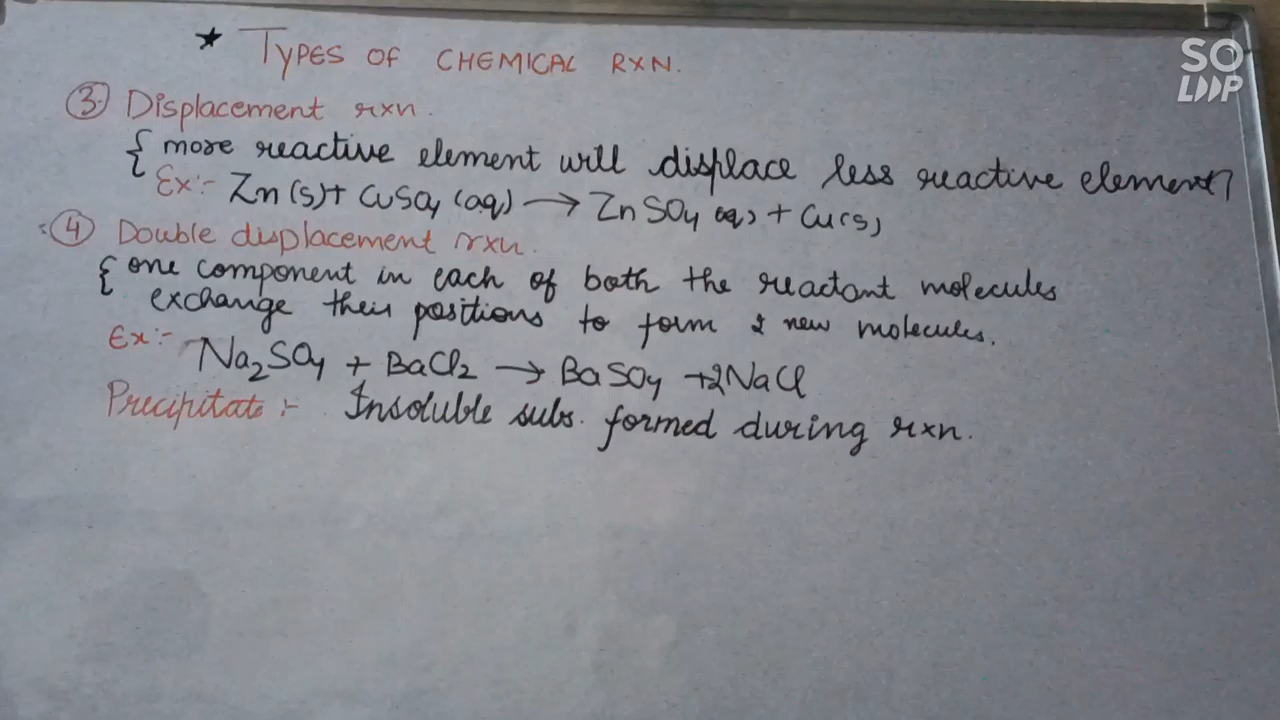 ★ TYPES OF CHEMICAL RXN.
SO
LOOP
③ Displacement rxn.
{ more reactive element will displace less reactive element}
Ex:- Zn (s) + CuSO4 (aq) → ZnSO4 (aq) + Cu(s)
④ Double displacement rxn.
{ one component in each of both the reactant molecules
exchange their positions to form 2 new molecules.
Ex:- Na2SO4 + BaCl2 → BaSO4 + 2NaCl
Precipitate :- Insoluble subs. formed during rxn.